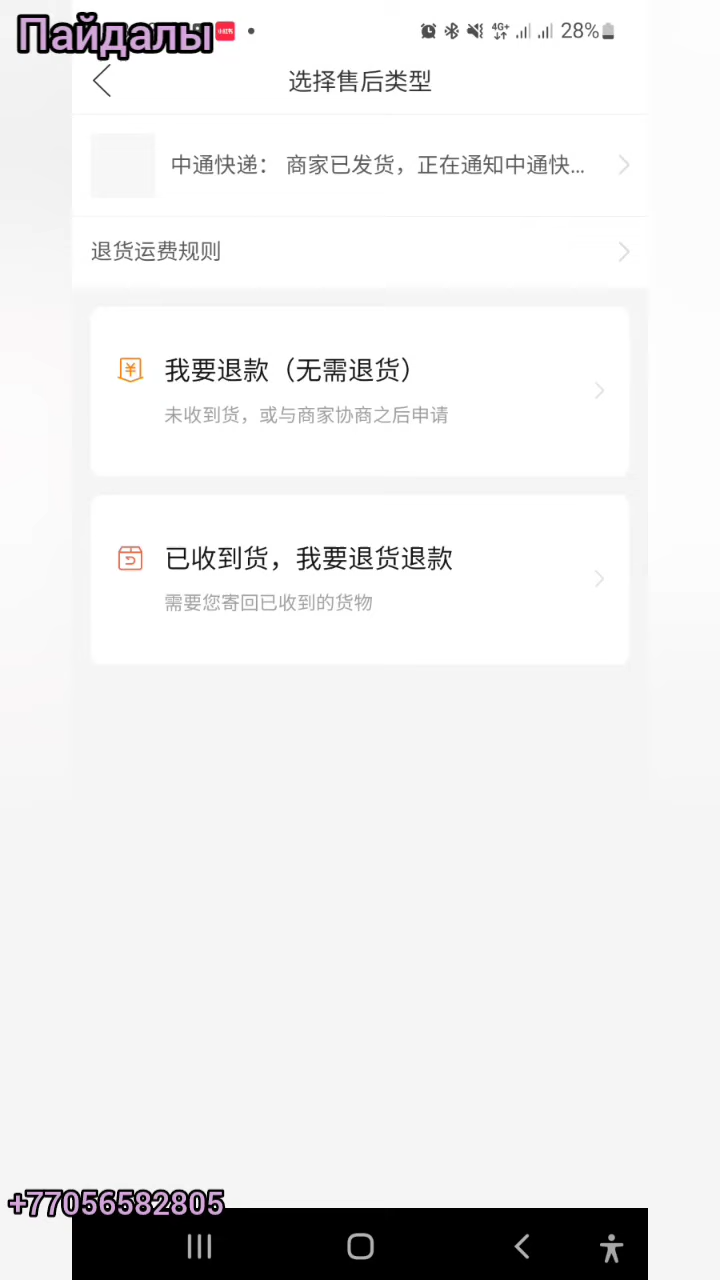 Пайдалы
4G+
28%
选择售后类型
中通快递： 商家已发货，正在通知中通快...
退货运费规则
我要退款（无需退货）
未收到货，或与商家协商之后申请
已收到货，我要退货退款
需要您寄回已收到的货物
+77056582805